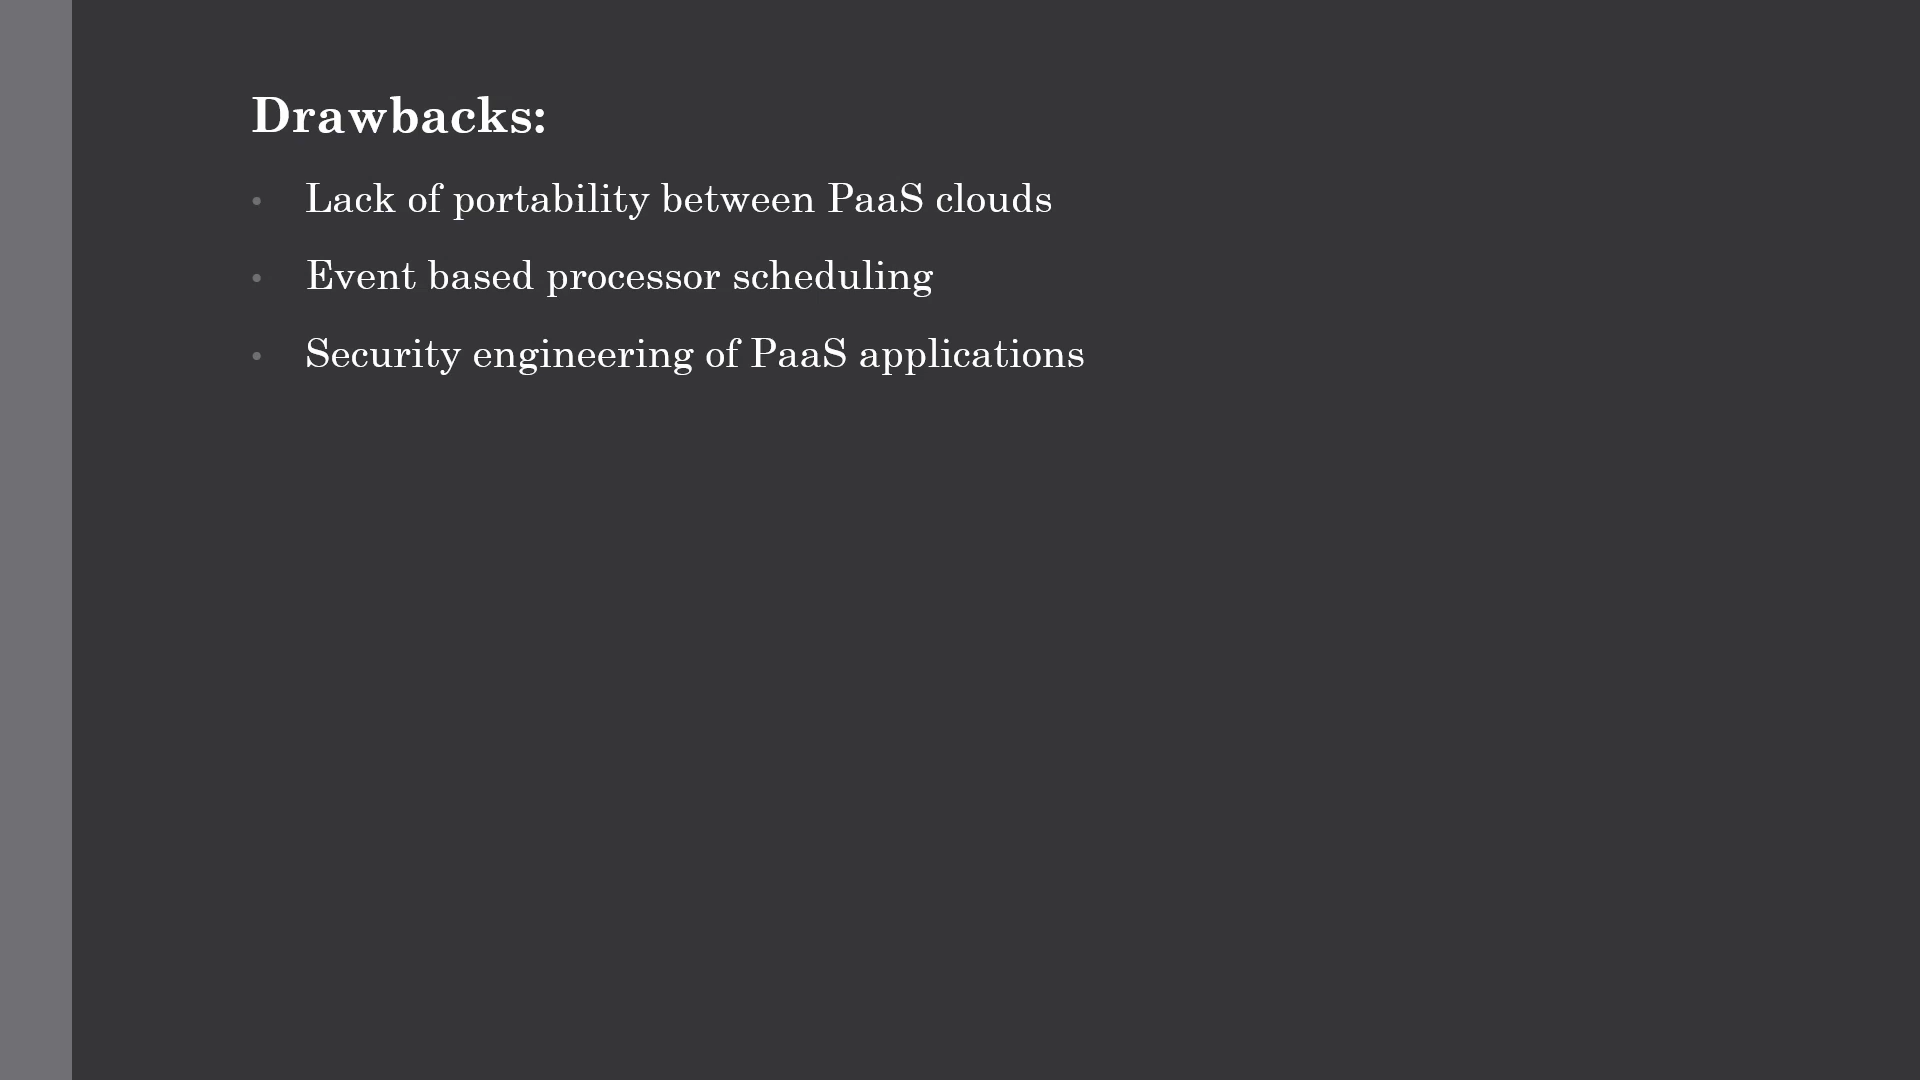 Drawbacks:
• Lack of portability between PaaS clouds
• Event based processor scheduling
• Security engineering of PaaS applications